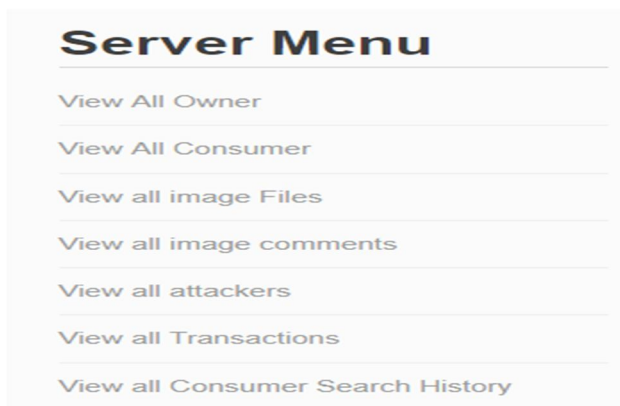 Server Menu
View All Owner
View All Consumer
View all image Files
View all image comments
View all attackers
View all Transactions
View all Consumer Search History